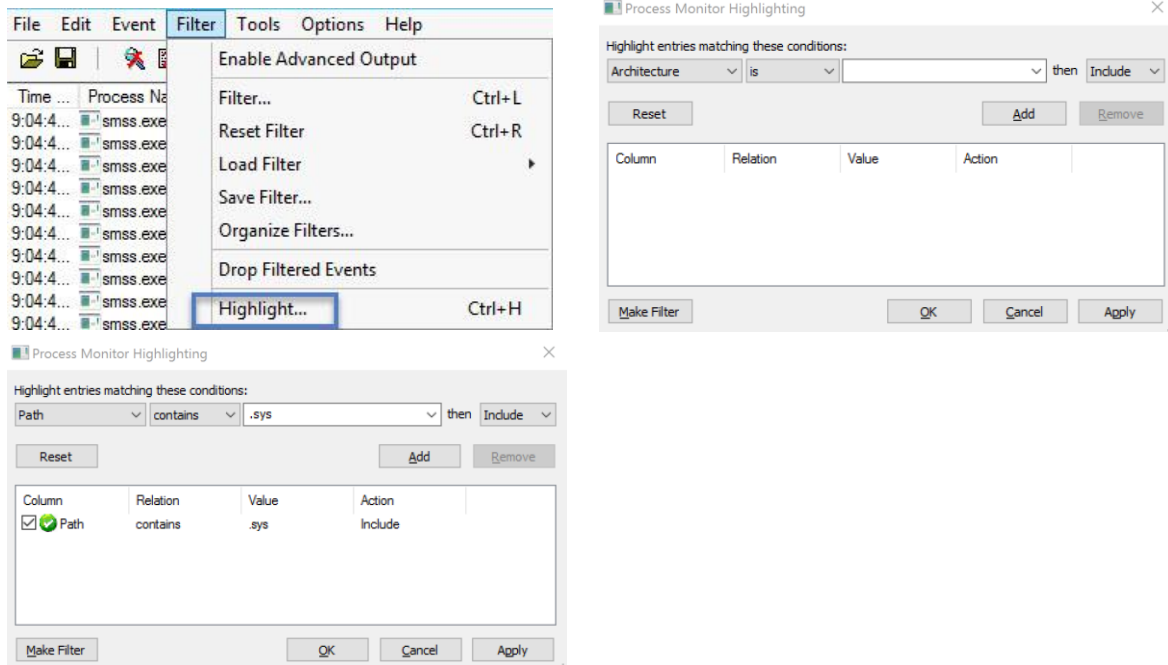 File Edit Event Filter Tools Options Help
Enable Advanced Output
Time ... Process Na
Filter... Ctrl+L
9:04:4... smss.exe
Reset Filter Ctrl+R
9:04:4... smss.exe
9:04:4... smss.exe
Load Filter
9:04:4... smss.exe
Save Filter...
9:04:4... smss.exe
9:04:4... smss.exe
Organize Filters...
9:04:4... smss.exe
Drop Filtered Events
9:04:4... smss.exe
9:04:4... smss.exe
Highlight... Ctrl+H
9:04:4... smss.exe
Process Monitor Highlighting
Highlight entries matching these conditions:
Architecture is then Include
Reset Add Remove
Column Relation Value Action
Make Filter OK Cancel Apply
Process Monitor Highlighting
Highlight entries matching these conditions:
Path contains .sys then Include
Reset Add Remove
Column Relation Value Action
Path contains .sys Include
Make Filter OK Cancel Apply